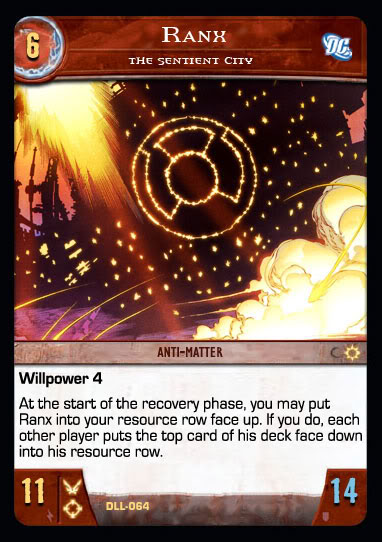 6
Ranx
DC
THE SENTIENT CITY
ANTI-MATTER
Willpower 4
At the start of the recovery phase, you may put
Ranx into your resource row face up. If you do, each
other player puts the top card of his deck face down
into his resource row.
11
DLL-064
14